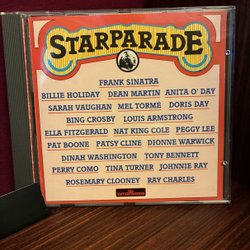 STARPARADE
FRANK SINATRA
BILLIE HOLIDAY DEAN MARTIN ANITA O' DAY
SARAH VAUGHAN MEL TORMÉ DORIS DAY
BING CROSBY LOUIS ARMSTRONG
ELLA FITZGERALD NAT KING COLE PEGGY LEE
PAT BOONE PATSY CLINE DIONNE WARWICK
DINAH WASHINGTON TONY BENNETT
PERRY COMO TINA TURNER JOHNNIE RAY
ROSEMARY CLOONEY RAY CHARLES